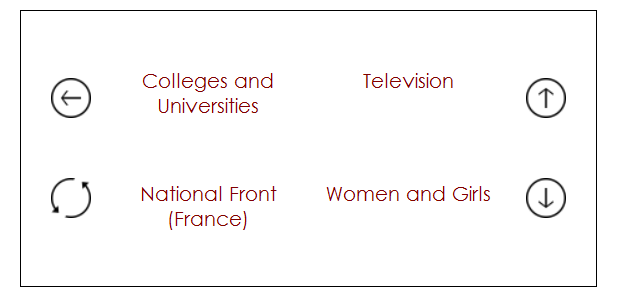 Colleges and
Universities
Television
National Front
(France)
Women and Girls